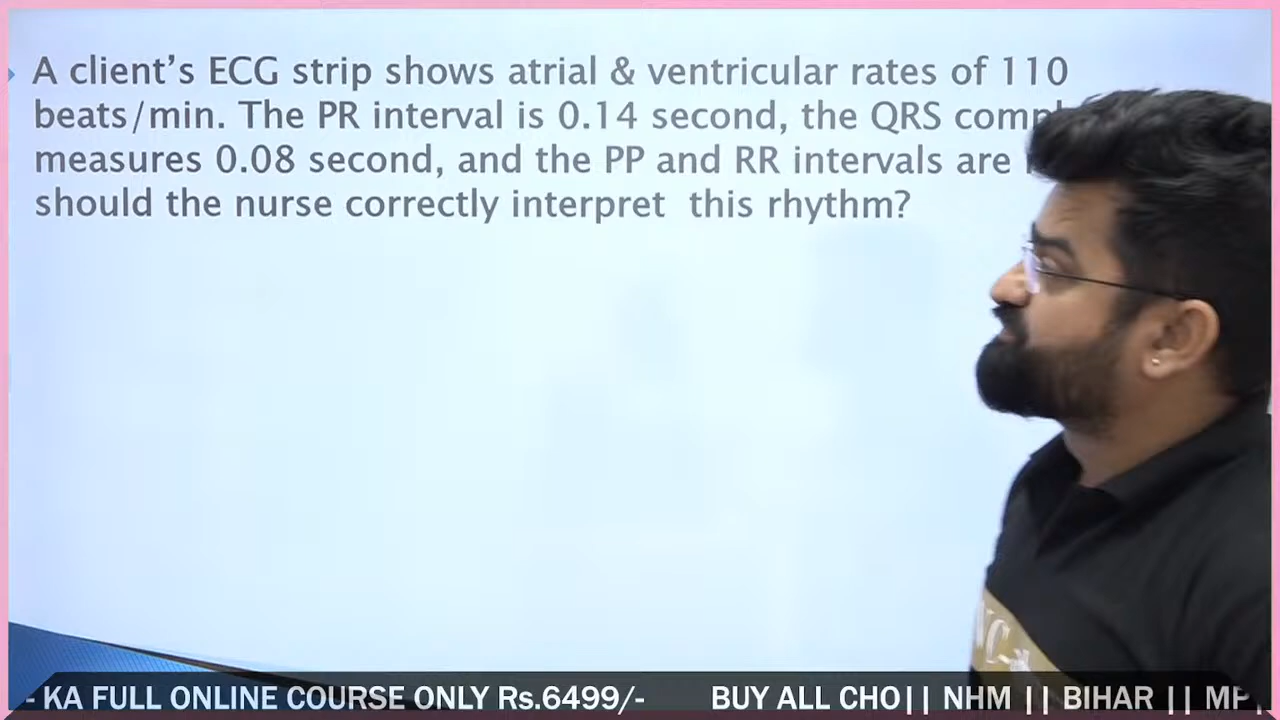 A client's ECG strip shows atrial & ventricular rates of 110
beats/min. The PR interval is 0.14 second, the QRS
measures 0.08 second, and the PP and RR intervals are
should the nurse correctly interpret this rhythm?
- KA FULL ONLINE COURSE ONLY Rs.6499/- BUY ALL CHO|| NHM || BIHAR || MP